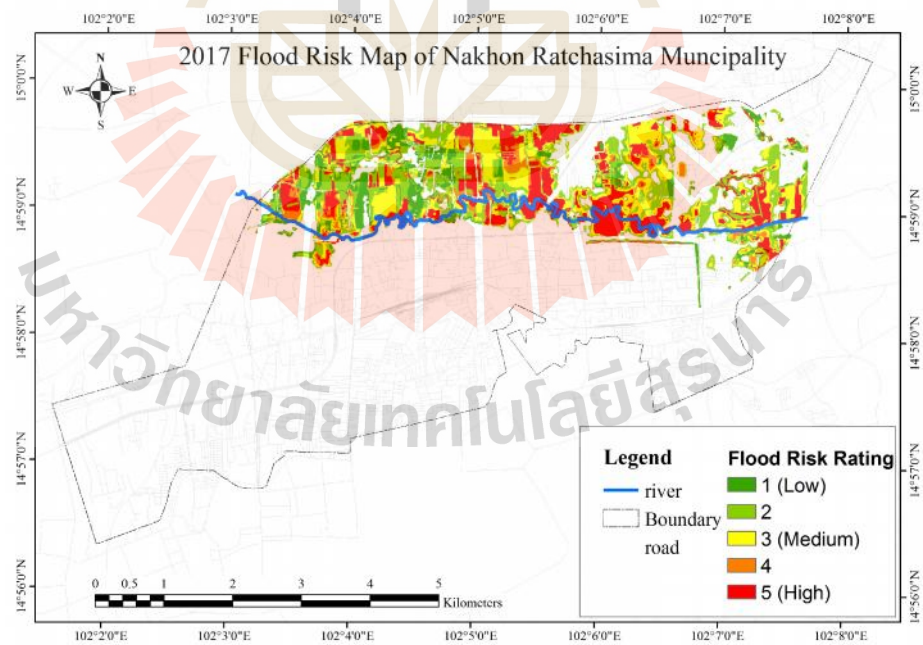 102°2'0"E 102°3'0"E 102°4'0"E 102°5'0"E 102°6'0"E 102°7'0"E 102°8'0"E
2017 Flood Risk Map of Nakhon Ratchasima Muncipality
N
W E
S
15°0'0"N 15°0'0"N
14°59'0"N 14°59'0"N
14°58'0"N 14°58'0"N
14°57'0"N 14°57'0"N
14°56'0"N 14°56'0"N
มหาวิทยาลัยเทคโนโลยีสุรนารี
Legend
river
Boundary
road
Flood Risk Rating
1 (Low)
2
3 (Medium)
4
5 (High)
0 0.5 1 2 3 4 5
Kilometers
102°2'0"E 102°3'0"E 102°4'0"E 102°5'0"E 102°6'0"E 102°7'0"E 102°8'0"E